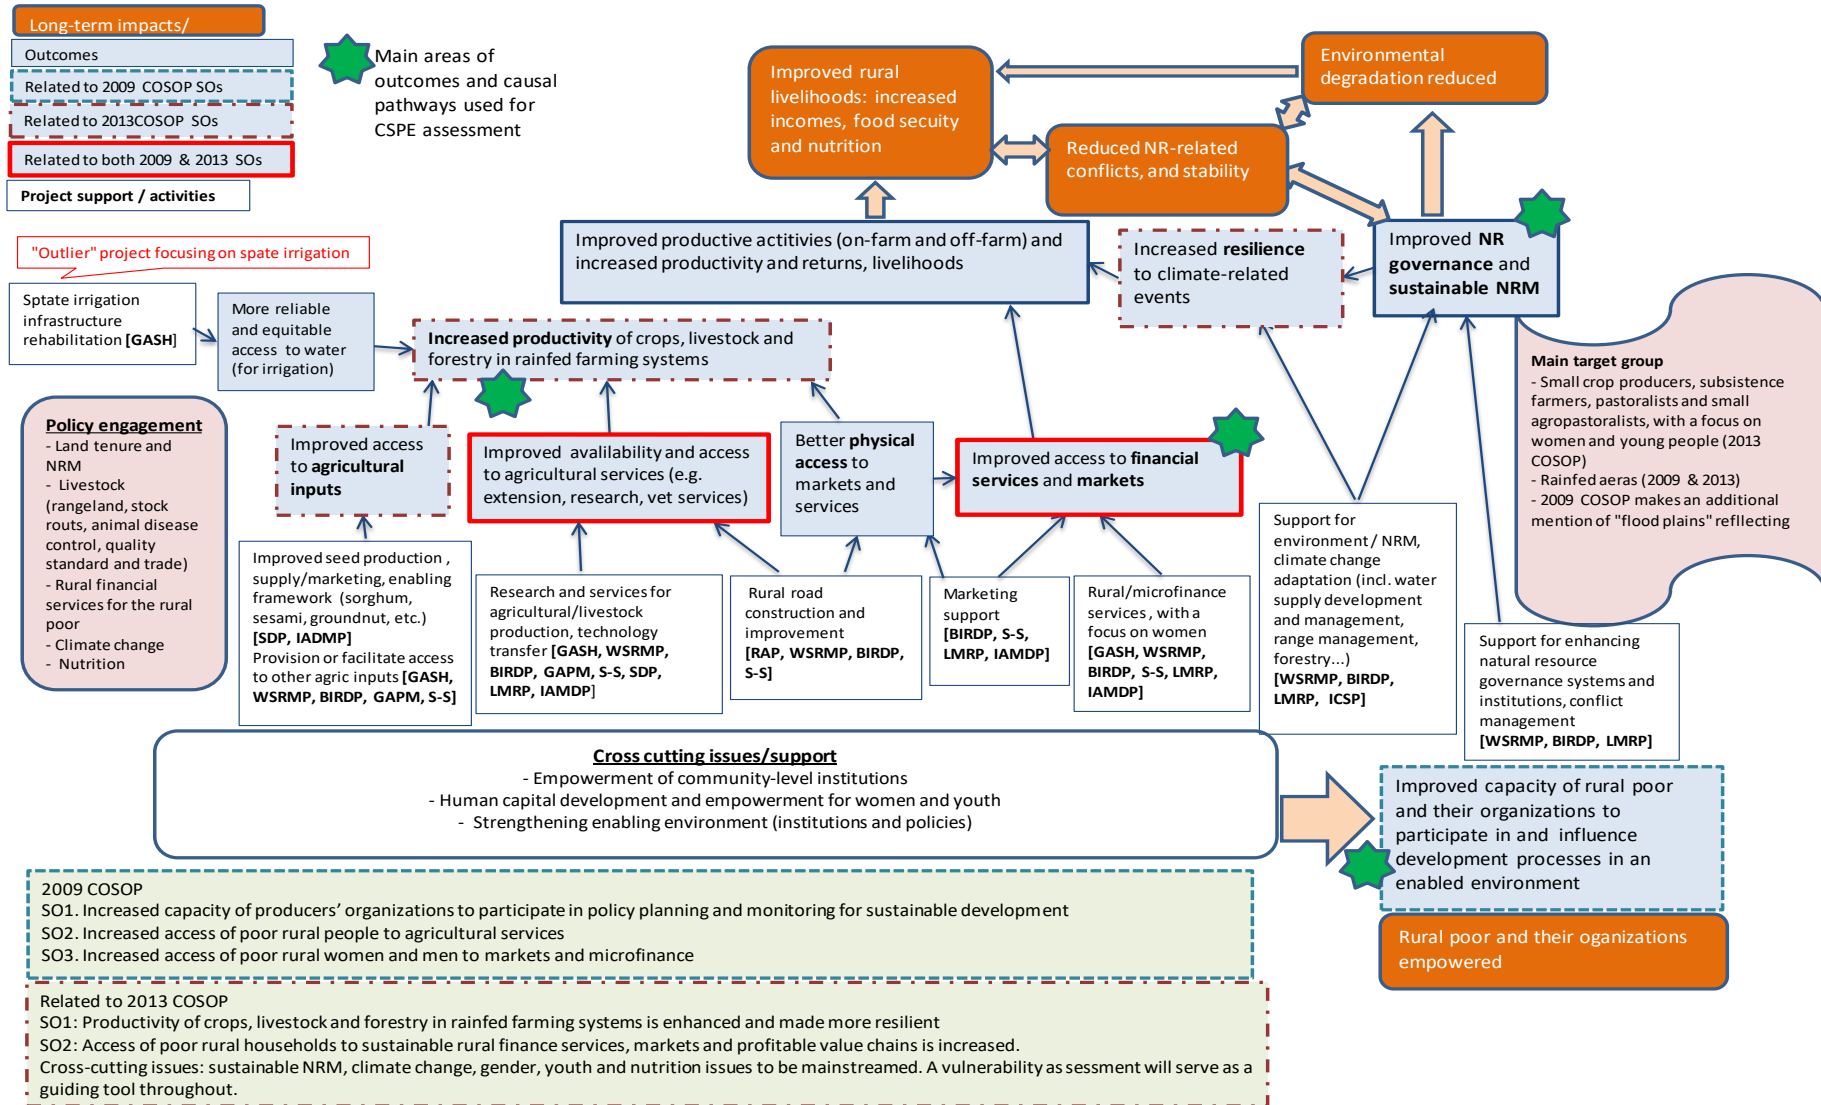 Long-term impacts/
Outcomes
Related to 2009 COSOP SOs
Related to 2013COSOP SOs
Related to both 2009 & 2013 SOs
Project support / activities
Main areas of
outcomes and causal
pathways used for
CSPE assessment
Improved rural
livelihoods: increased
incomes, food secuity
and nutrition
Environmental
degradation reduced
Reduced NR-related
conflicts, and stability
"Outlier" project focusing on spate irrigation
Sptate irrigation
infrastructure
rehabilitation [GASH]
More reliable
and equitable
access to water
(for irrigation)
Improved productive actitivies (on-farm and off-farm) and
increased productivity and returns, livelihoods
Increased resilience
to climate-related
events
Improved NR
governance and
sustainable NRM
Increased productivity of crops, livestock and
forestry in rainfed farming systems
Main target group
- Small crop producers, subsistence
farmers, pastoralists and small
agropastoralists, with a focus on
women and young people (2013
COSOP)
- Rainfed aeras (2009 & 2013)
- 2009 COSOP makes an additional
mention of "flood plains" refllecting
Policy engagement
- Land tenure and
NRM
- Livestock
(rangeland, stock
routs, animal disease
control, quality
standard and trade)
- Rural financial
services for the rural
poor
- Climate change
- Nutrition
Improved access
to agricultural
inputs
Improved avalilability and access
to agricultural services (e.g.
extension, research, vet services)
Better physical
access to
markets and
services
Improved access to financial
services and markets
Improved seed production ,
supply/marketing, enabling
framework (sorghum,
sesami, groundnut, etc.)
[SDP, IADMP]
Provision or facilitate access
to other agric inputs [GASH,
WSRMP, BIRDP, GAPM, S-S]
Research and services for
agricultural/livestock
production, technology
transfer [GASH, WSRMP,
BIRDP, GAPM, S-S, SDP,
LMRP, IAMDP]
Rural road
construction and
improvement
[RAP, WSRMP, BIRDP,
S-S]
Marketing
support
[BIRDP, S-S,
LMRP, IAMDP]
Rural/microfinance
services , with a
focus on women
[GASH, WSRMP,
BIRDP, S-S, LMRP,
IAMDP]
Support for
environment / NRM,
climate change
adaptation (incl. water
supply development
and management,
range management,
forestry...)
[WSRMP, BIRDP,
LMRP, ICSP]
Support for enhancing
natural resource
governance systems and
institutions, conflict
management
[WSRMP, BIRDP, LMRP]
Cross cutting issues/support
- Empowerment of community-level institutions
- Human capital development and empowerment for women and youth
- Strengthening enabling environment (institutions and policies)
Improved capacity of rural poor
and their organizations to
participate in and influence
development processes in an
enabled environment
Rural poor and their oganizations
empowered
2009 COSOP
SO1. Increased capacity of producers’ organizations to participate in policy planning and monitoring for sustainable development
SO2. Increased access of poor rural people to agricultural services
SO3. Increased access of poor rural women and men to markets and microfinance
Related to 2013 COSOP
SO1: Productivity of crops, livestock and forestry in rainfed farming systems is enhanced and made more resilient
SO2: Access of poor rural households to sustainable rural finance services, markets and profitable value chains is increased.
Cross-cutting issues: sustainable NRM, climate change, gender, youth and nutrition issues to be mainstreamed. A vulnerability as sessment will serve as a
guiding tool throughout.